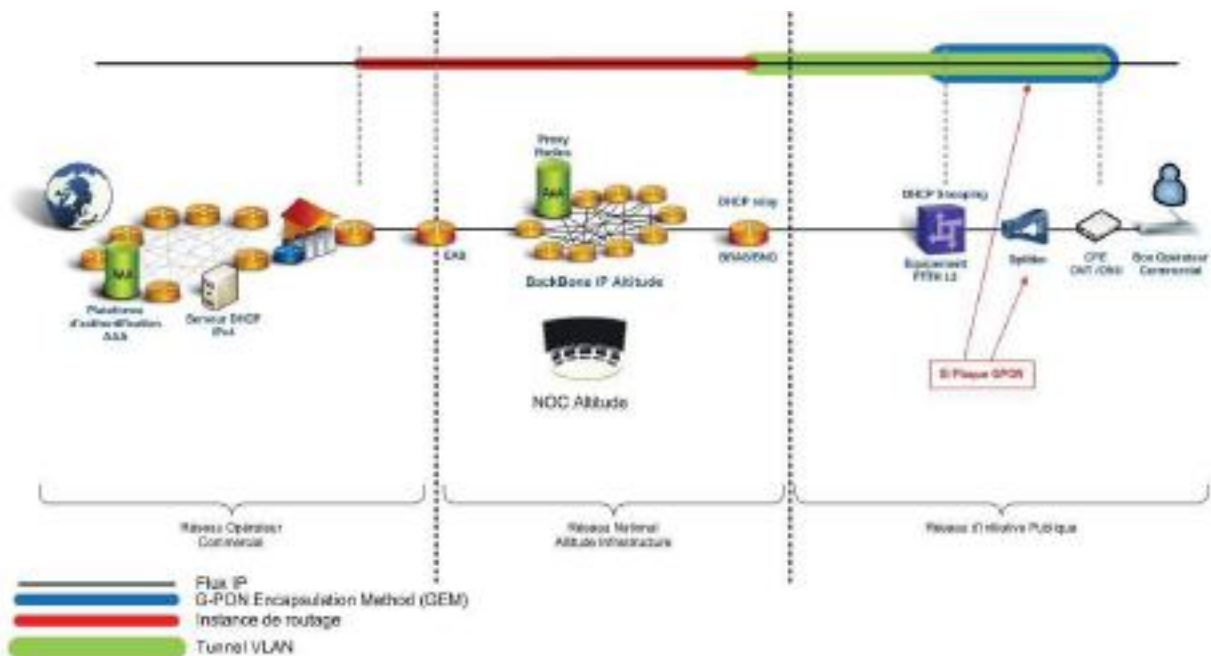 Proxy
Radius
AAA
DHCP relay
DHCP Snooping
EAS
BRAS/BNG
BackBone IP Altitude
Equipement
FTTH L2
Splitter
CPE
ONT / ONU
Box Opérateur
Commercial
AAA
Plateforme
d'authentification
AAA
Serveur DHCP
IPv4
Si Plaque GPON
NOC Altitude
Réseau Opérateur
Commercial
Réseau National
Altitude Infrastructure
Réseau d'Initiative Publique
Flux IP
G-PON Encapsulation Method (GEM)
Instance de routage
Tunnel VLAN